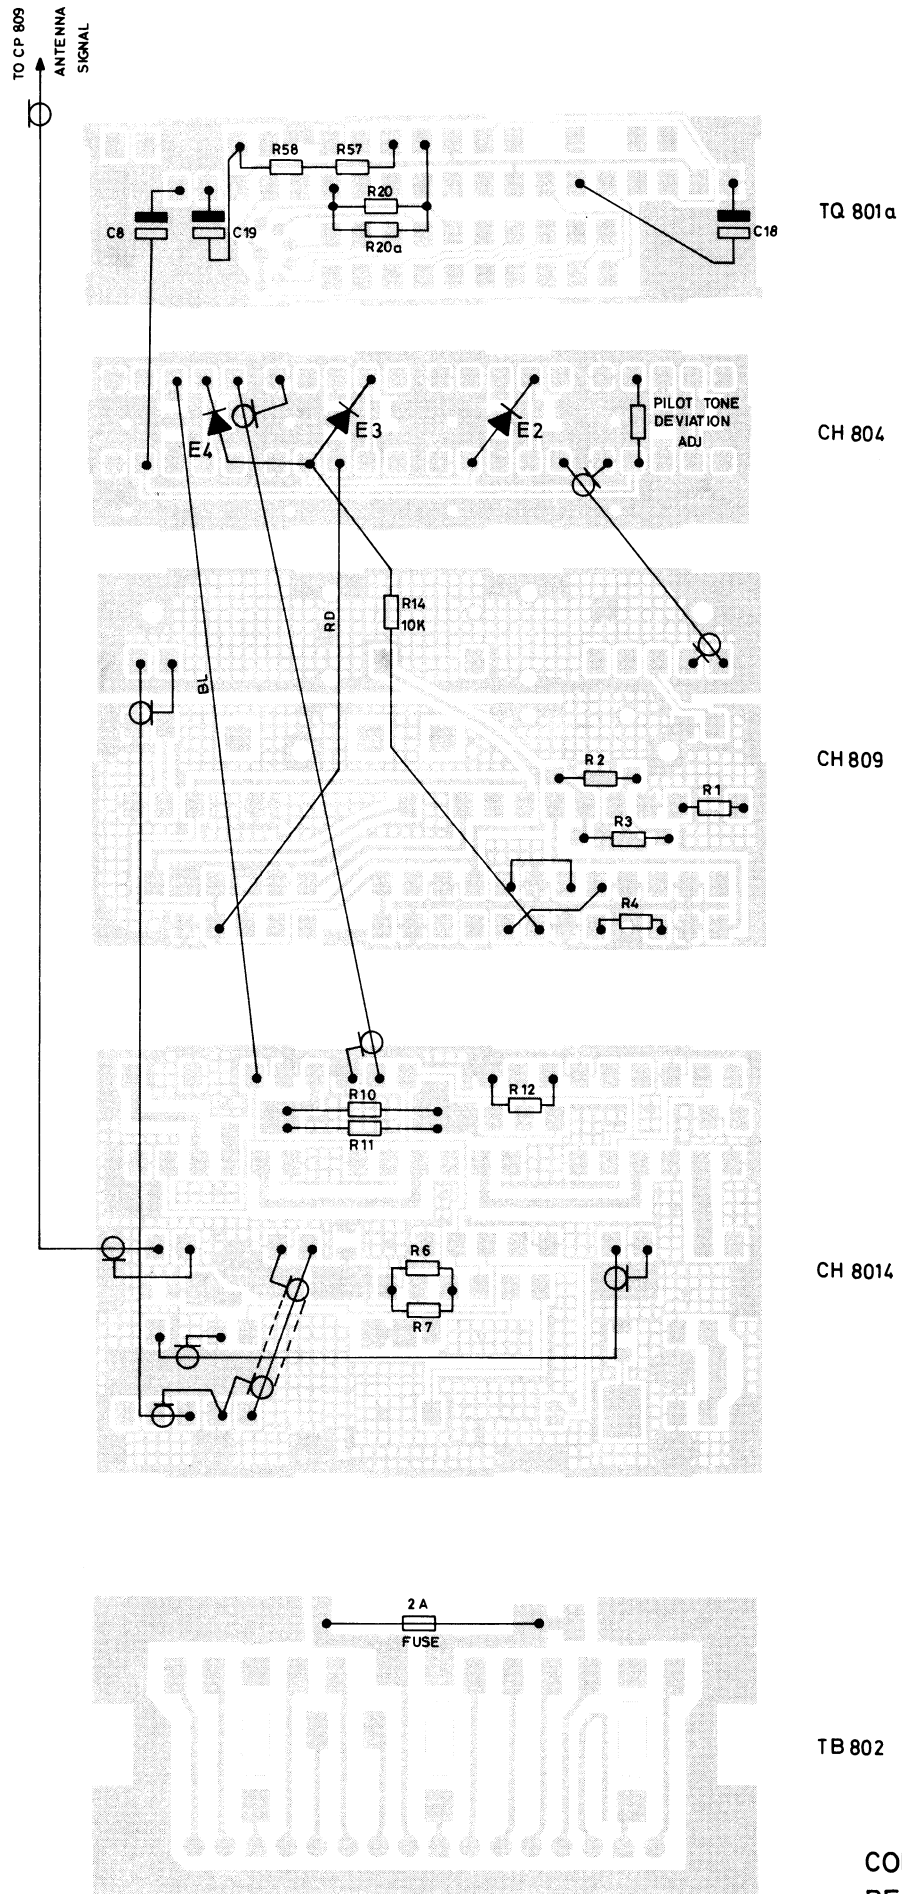 TO CP 809
ANTENNA
SIGNAL
R58
R57
R20
R20a
C8
C19
C18
TQ 801a
E4
E3
E2
PILOT TONE
DEVIATION
ADJ
CH 804
R14
10K
RD
BL
R2
R1
R3
R4
CH 809
R10
R11
R12
R6
R7
CH 8014
2 A
FUSE
TB 802